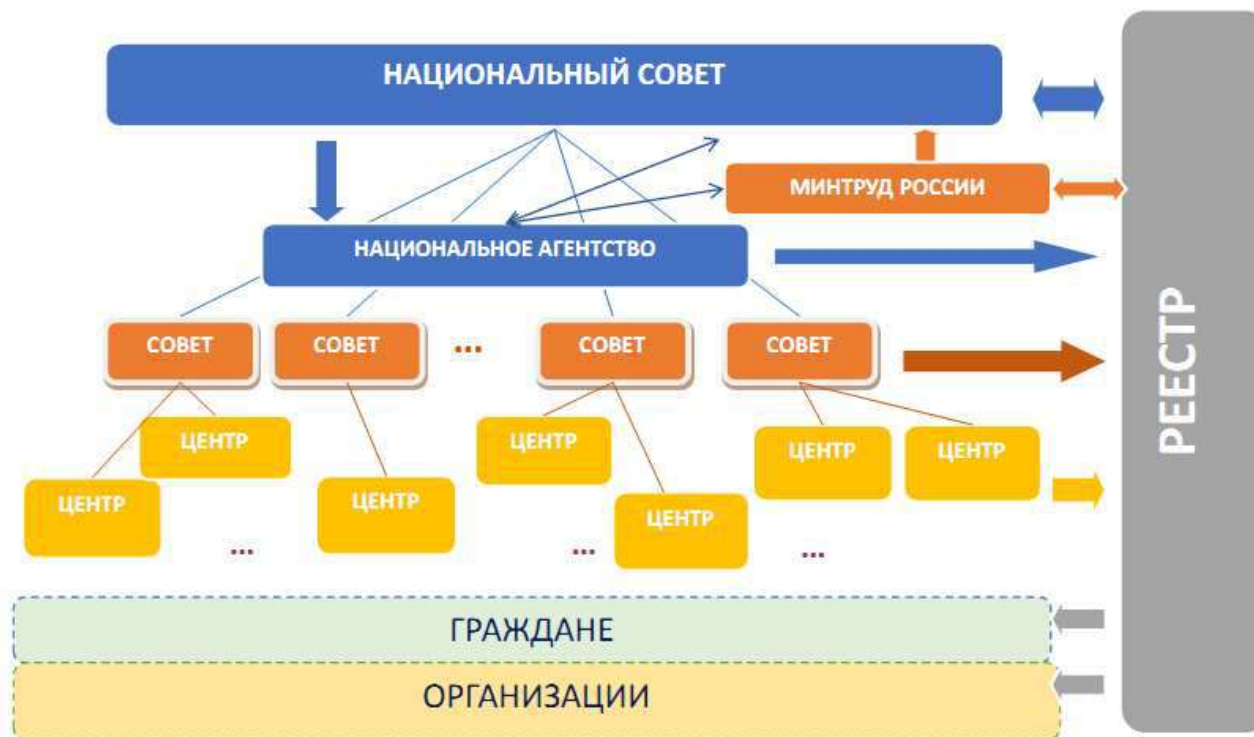 НАЦИОНАЛЬНЫЙ СОВЕТ
МИНТРУД РОССИИ
НАЦИОНАЛЬНОЕ АГЕНТСТВО
СОВЕТ
СОВЕТ
...
СОВЕТ
СОВЕТ
ЦЕНТР
ЦЕНТР
ЦЕНТР
ЦЕНТР
ЦЕНТР
ЦЕНТР
ЦЕНТР
...
...
...
РЕЕСТР
ГРАЖДАНЕ
ОРГАНИЗАЦИИ